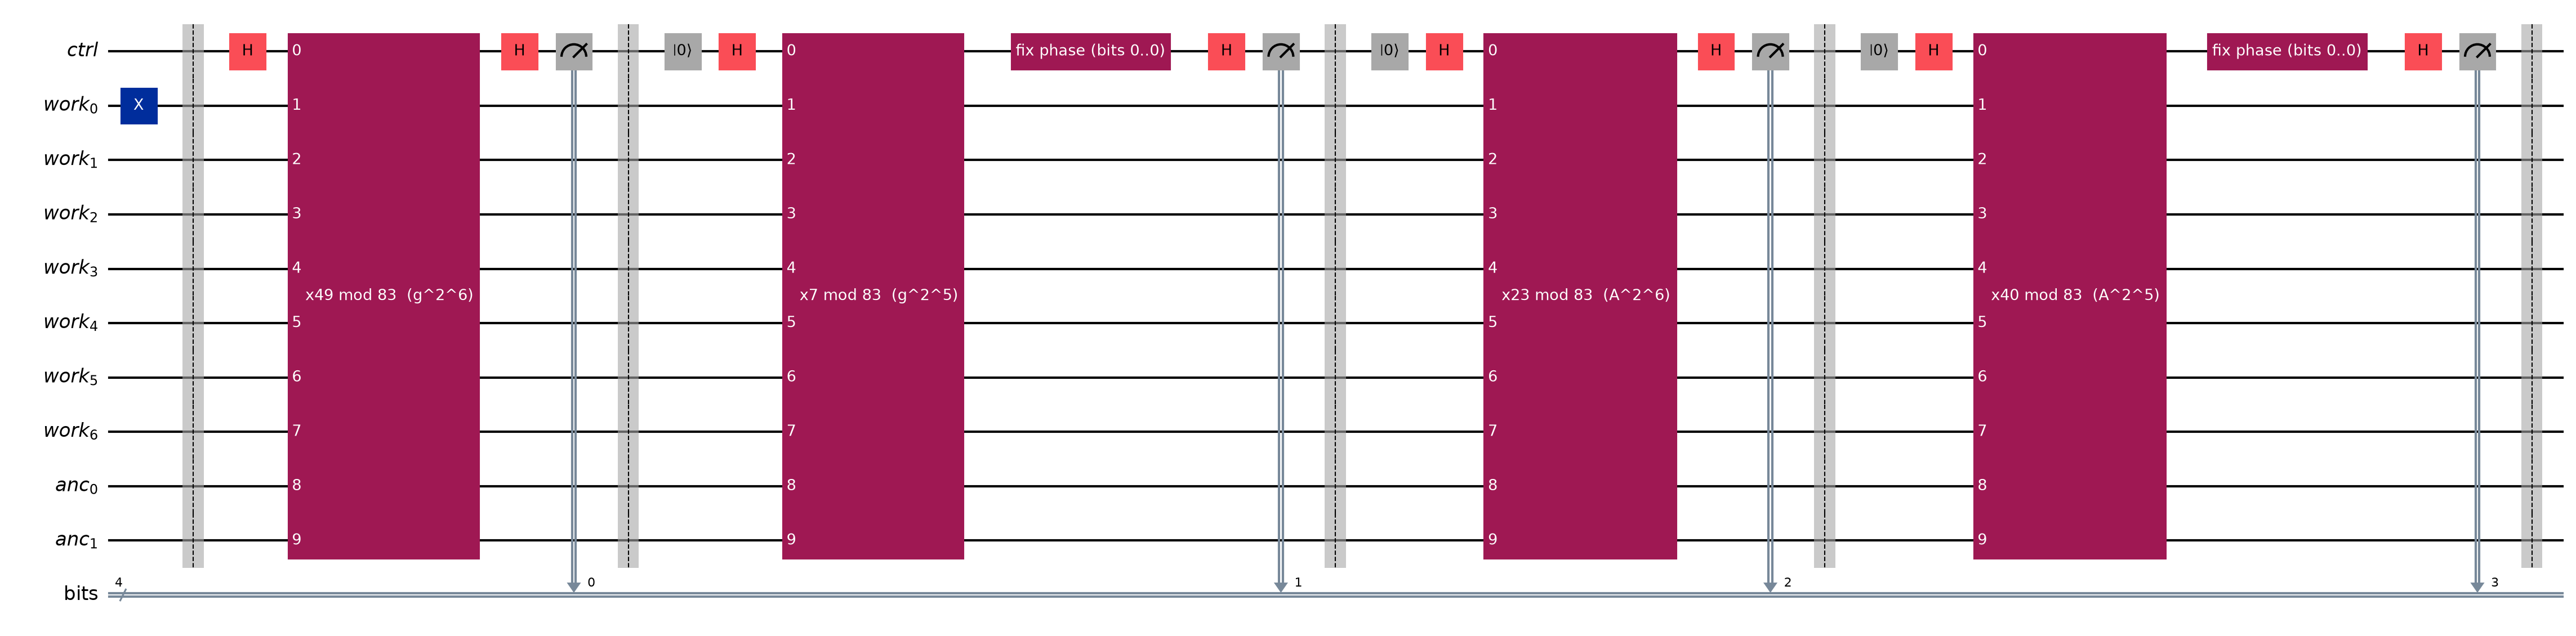 ctrl H 0 H |0⟩ H 0 fix phase (bits 0..0) H |0⟩ H 0 H |0⟩ H 0 fix phase (bits 0..0) H
work0 X 1 1 1 1
work1 2 2 2 2
work2 3 3 3 3
work3 4 4 4 4
x49 mod 83 (g^2^6) x7 mod 83 (g^2^5) x23 mod 83 (A^2^6) x40 mod 83 (A^2^5)
work4 5 5 5 5
work5 6 6 6 6
work6 7 7 7 7
anc0 8 8 8 8
anc1 9 9 9 9
bits 4 0 1 2 3